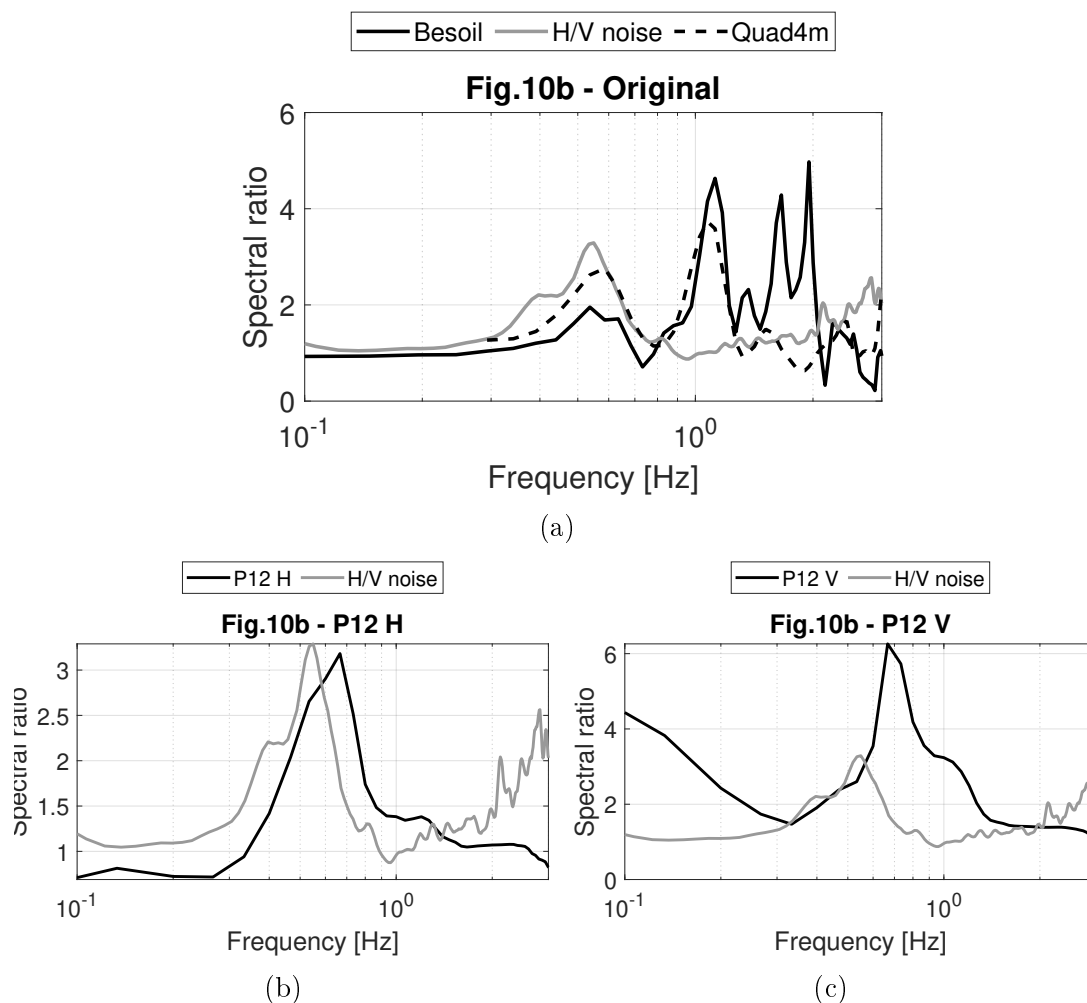 Besoil H/V noise Quad4m
Fig.10b - Original
6
4
2
0
Spectral ratio
10^-1 10^0
Frequency [Hz]
(a)
P12 H H/V noise
Fig.10b - P12 H
3
2.5
2
1.5
1
Spectral ratio
10^-1 10^0
Frequency [Hz]
(b)
P12 V H/V noise
Fig.10b - P12 V
6
4
2
0
Spectral ratio
10^-1 10^0
Frequency [Hz]
(c)